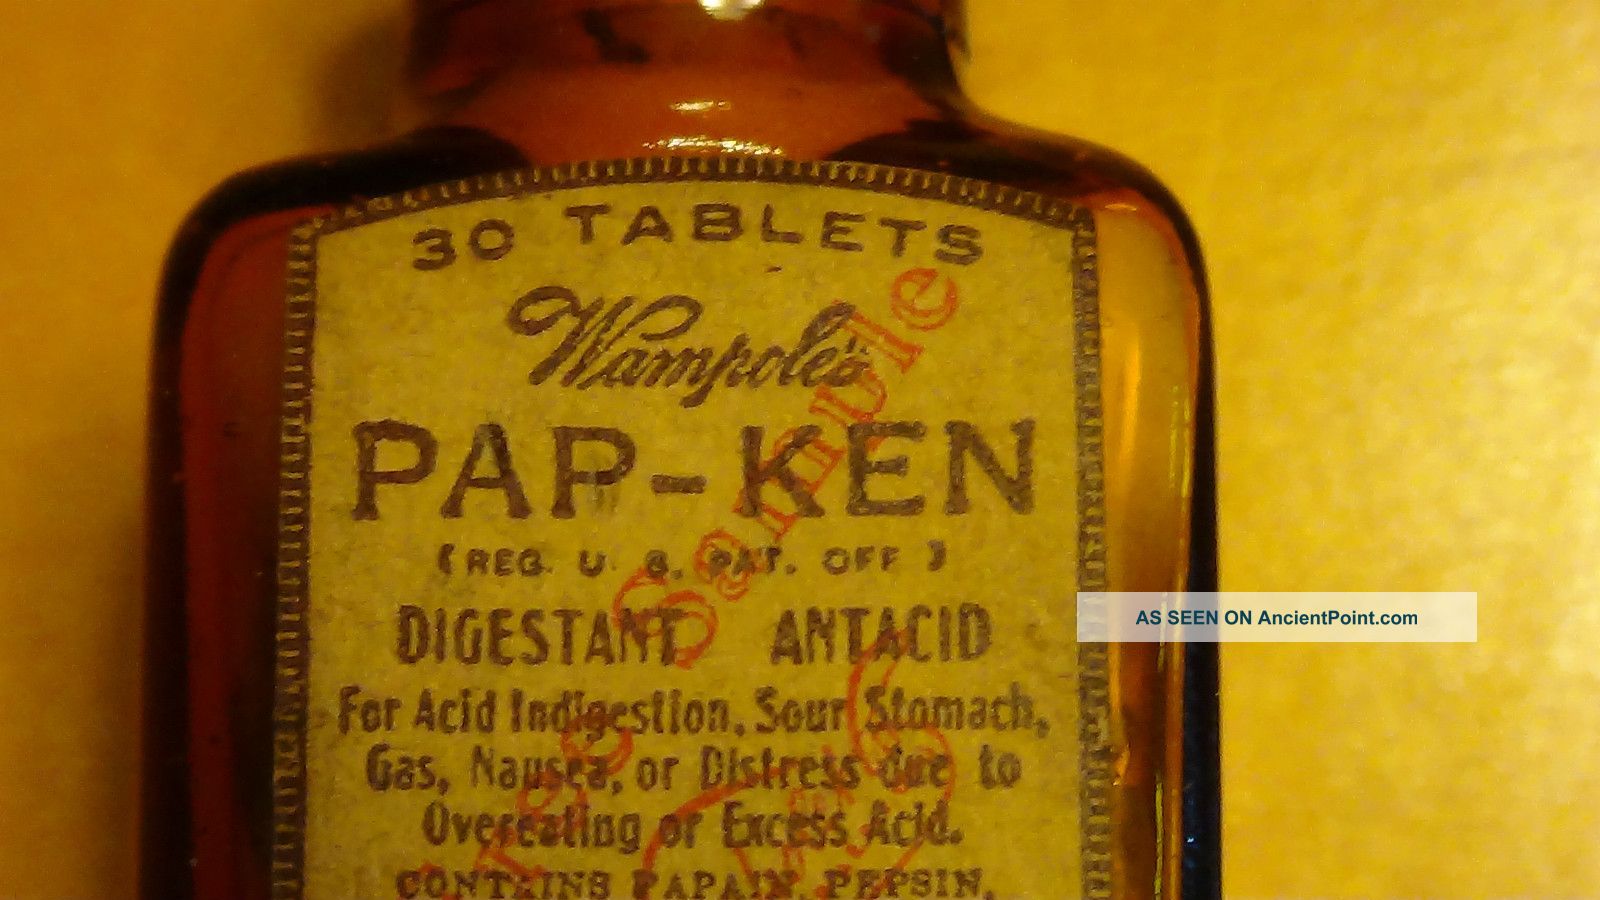 30 TABLETS
Wampole's
PAP-KEN
(REG. U. S. PAT. OFF)
DIGESTANT ANTACID
For Acid Indigestion, Sour Stomach,
Gas, Nausea, or Distress due to
Overeating or Excess Acid.
CONTAINS PAPAIN, PEPSIN,
Free Sample
AS SEEN ON AncientPoint.com